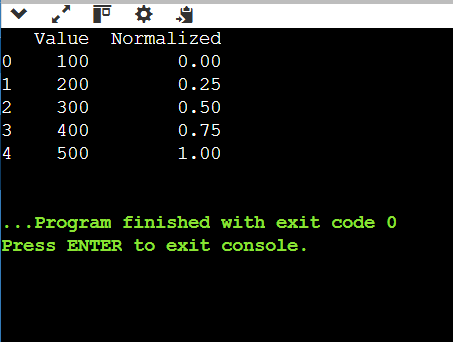 Value Normalized
0 100 0.00
1 200 0.25
2 300 0.50
3 400 0.75
4 500 1.00
...Program finished with exit code 0
Press ENTER to exit console.